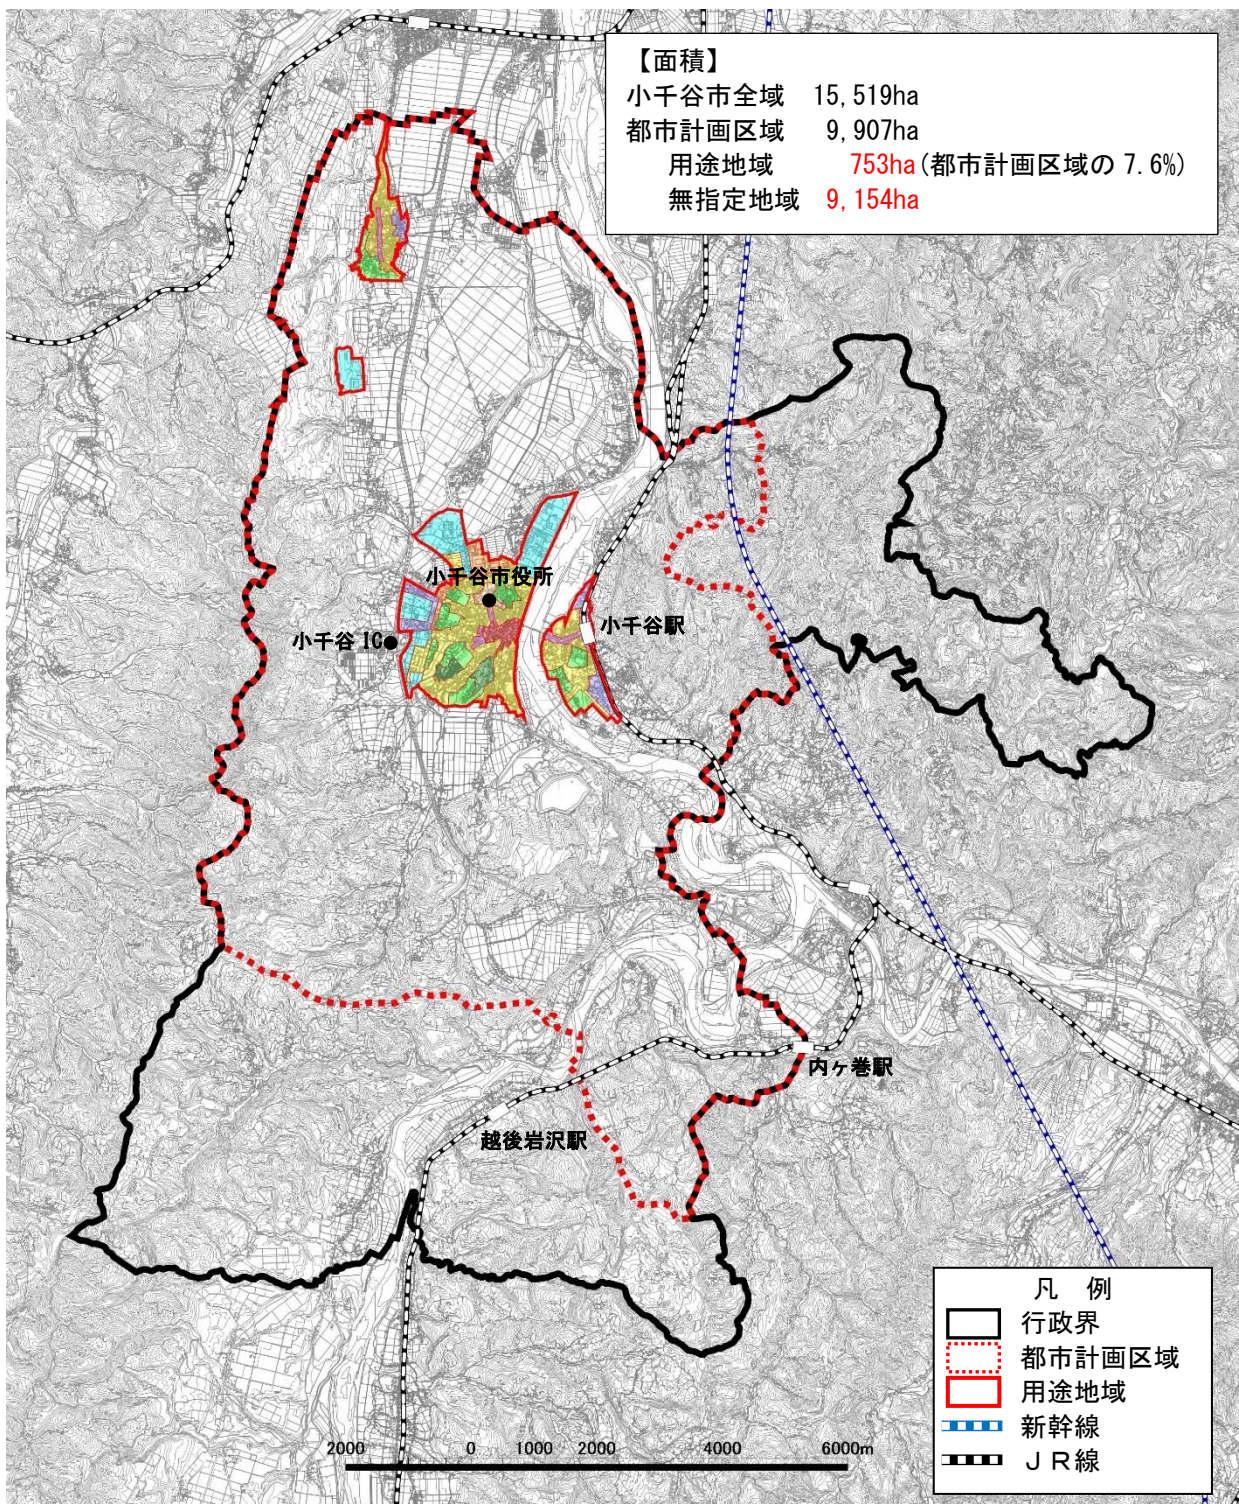 【面積】
小千谷市全域 15,519ha
都市計画区域 9,907ha
用途地域 753ha(都市計画区域の 7.6%)
無指定地域 9,154ha
小千谷市役所
小千谷駅
小千谷 IC
内ヶ巻駅
越後岩沢駅
凡 例
行政界
都市計画区域
用途地域
新幹線
ＪＲ線
2000 0 1000 2000 4000 6000m